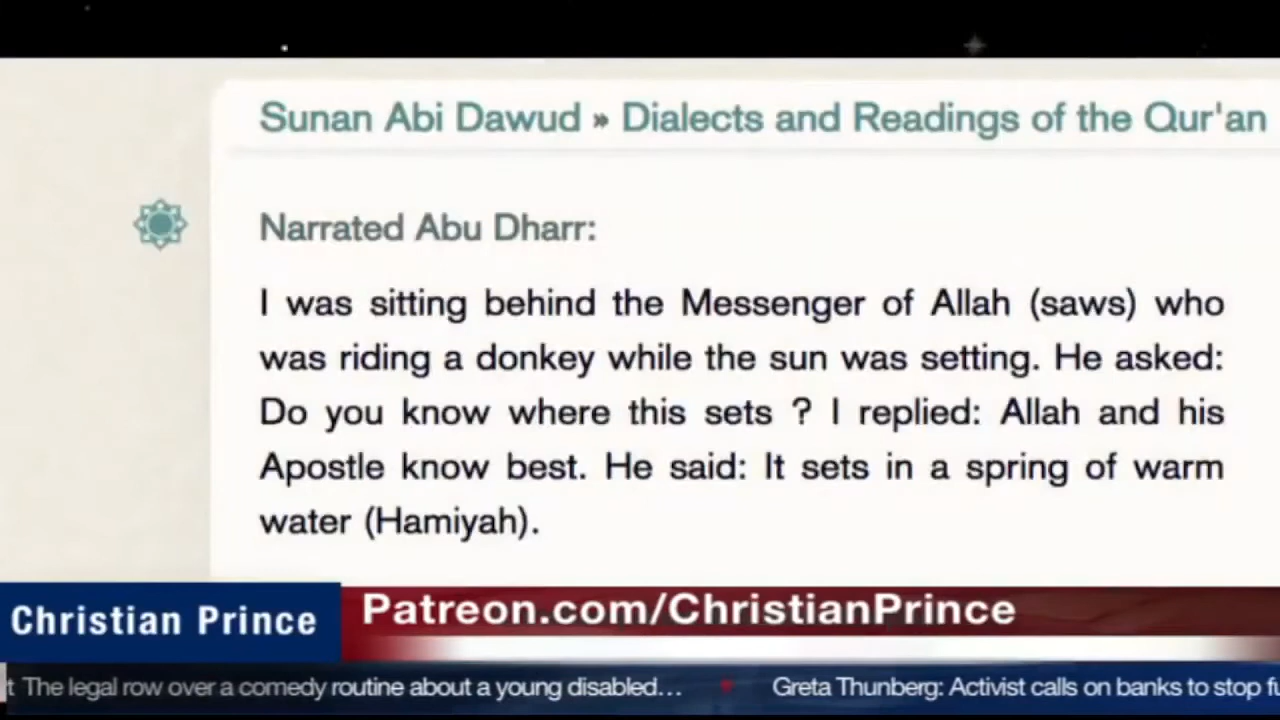 Sunan Abi Dawud » Dialects and Readings of the Qur'an
Narrated Abu Dharr:
I was sitting behind the Messenger of Allah (saws) who
was riding a donkey while the sun was setting. He asked:
Do you know where this sets ? I replied: Allah and his
Apostle know best. He said: It sets in a spring of warm
water (Hamiyah).
Christian Prince
Patreon.com/ChristianPrince
t The legal row over a comedy routine about a young disabled... Greta Thunberg: Activist calls on banks to stop fu